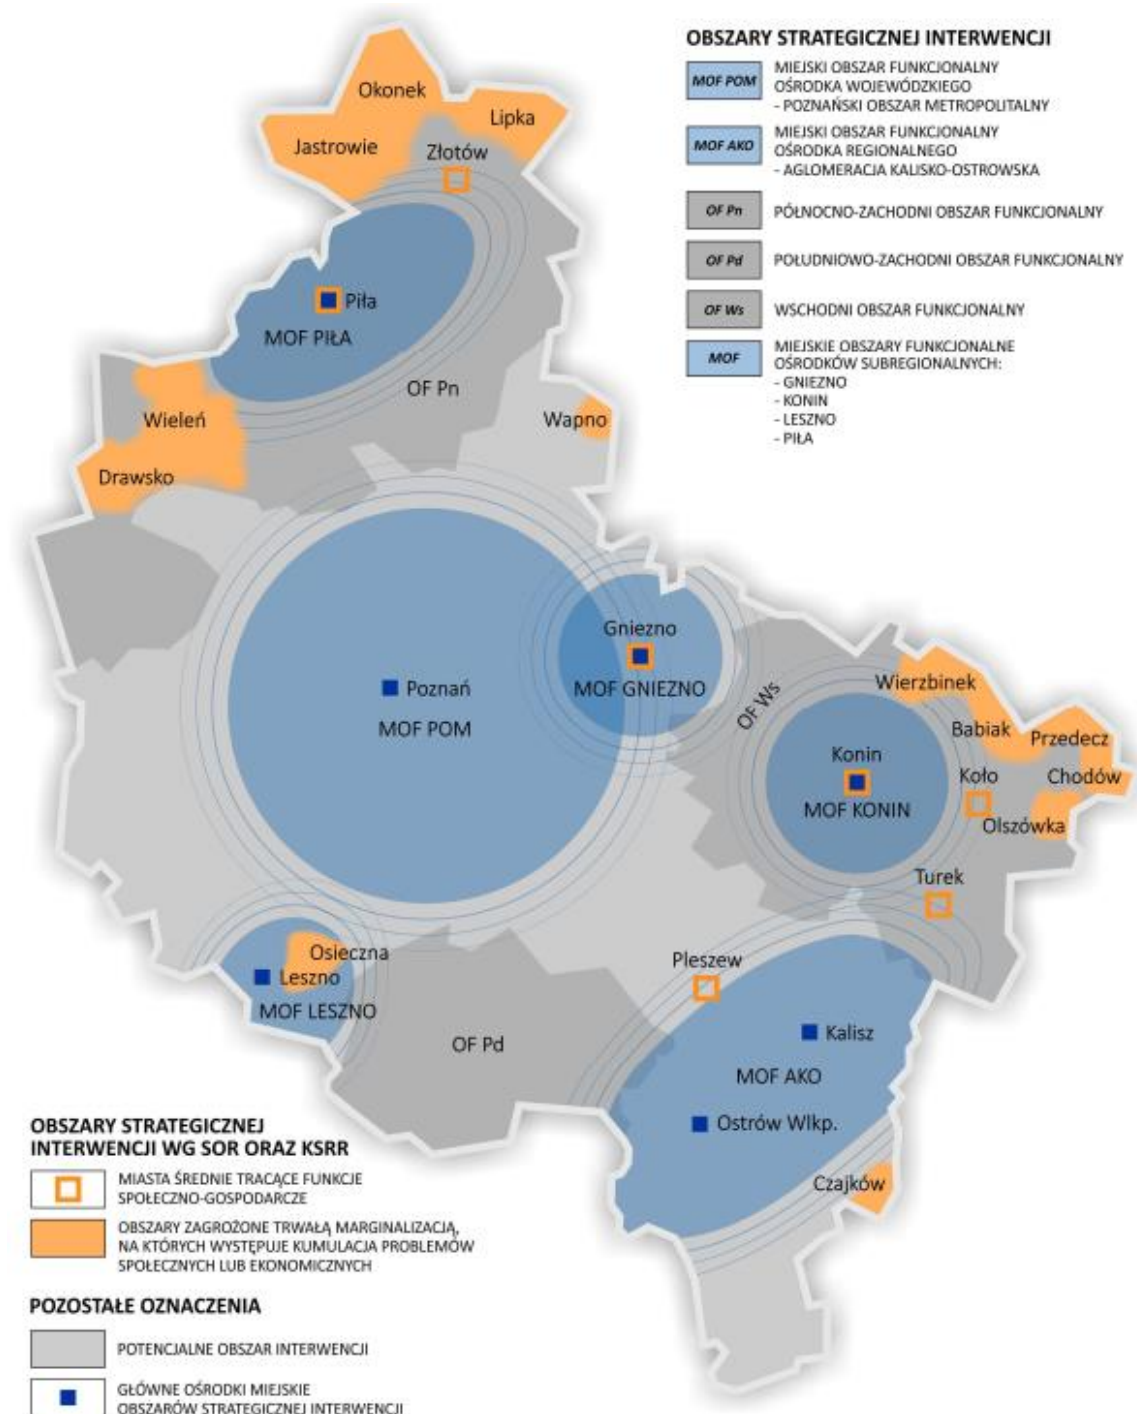 OBSZARY STRATEGICZNEJ INTERWENCJI
MOF POM
MIEJSKI OBSZAR FUNKCJONALNY
OŚRODKA WOJEWÓDZKIEGO
- POZNAŃSKI OBSZAR METROPOLITALNY
MOF AKO
MIEJSKI OBSZAR FUNKCJONALNY
OŚRODKA REGIONALNEGO
- AGLOMERACJA KALISKO-OSTROWSKA
OF Pn
PÓŁNOCNO-ZACHODNI OBSZAR FUNKCJONALNY
OF Pd
POŁUDNIOWO-ZACHODNI OBSZAR FUNKCJONALNY
OF Ws
WSCHODNI OBSZAR FUNKCJONALNY
MOF
MIEJSKIE OBSZARY FUNKCJONALNE
OŚRODKÓW SUBREGIONALNYCH:
- GNIEZNO
- KONIN
- LESZNO
- PIŁA
Okonek
Lipka
Jastrowie
Złotów
Piła
MOF PIŁA
OF Pn
Wieleń
Wapno
Drawsko
Gniezno
MOF GNIEZNO
Poznań
MOF POM
OF Ws
Wierzbinek
Babiak
Przedecz
Konin
Koło
Chodów
MOF KONIN
Olszówka
Turek
Osieczna
Pleszew
Leszno
MOF LESZNO
OF Pd
Kalisz
MOF AKO
Ostrów Wlkp.
Czajków
OBSZARY STRATEGICZNEJ
INTERWENCJI WG SOR ORAZ KSRR
MIASTA ŚREDNIE TRACĄCE FUNKCJE
SPOŁECZNO-GOSPODARCZE
OBSZARY ZAGROŻONE TRWAŁĄ MARGINALIZACJĄ,
NA KTÓRYCH WYSTĘPUJE KUMULACJA PROBLEMÓW
SPOŁECZNYCH LUB EKONOMICZNYCH
POZOSTAŁE OZNACZENIA
POTENCJALNE OBSZAR INTERWENCJI
GŁÓWNE OŚRODKI MIEJSKIE
OBSZARÓW STRATEGICZNEJ INTERWENCJI